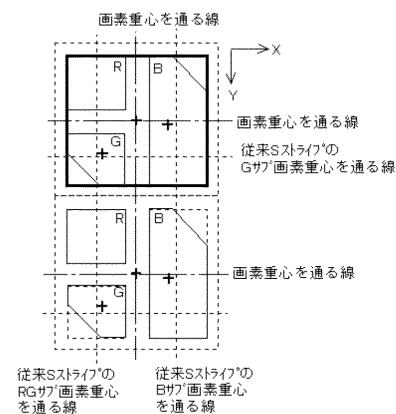 画素重心を通る線
R
B
X
Y
画素重心を通る線
G
従来Sストライプの
Gサブ画素重心を通る線
R
B
画素重心を通る線
G
従来Sストライプの
RGサブ画素重心
を通る線
従来Sストライプの
Bサブ画素重心
を通る線